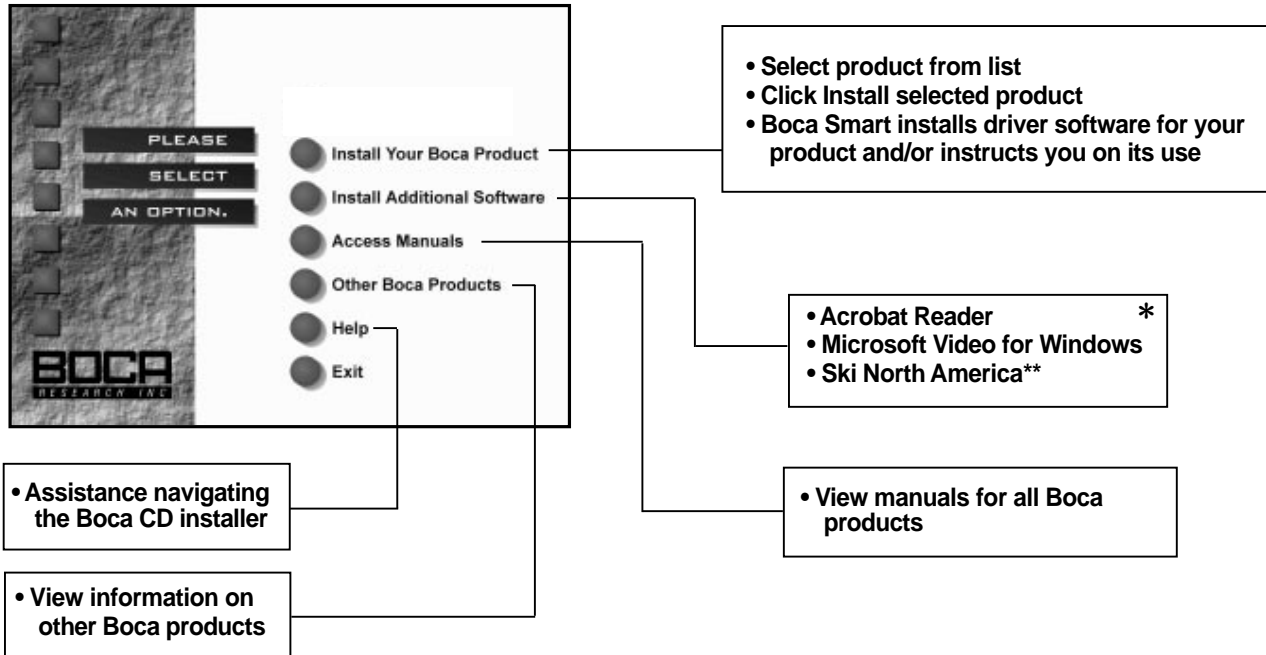 PLEASE
SELECT
AN OPTION.
Install Your Boca Product
Install Additional Software
Access Manuals
Other Boca Products
Help
Exit
BOCA
RESEARCH INC
• Select product from list
• Click Install selected product
• Boca Smart installs driver software for your
product and/or instructs you on its use
• Acrobat Reader *
• Microsoft Video for Windows
• Ski North America**
• View manuals for all Boca
products
• Assistance navigating
the Boca CD installer
• View information on
other Boca products